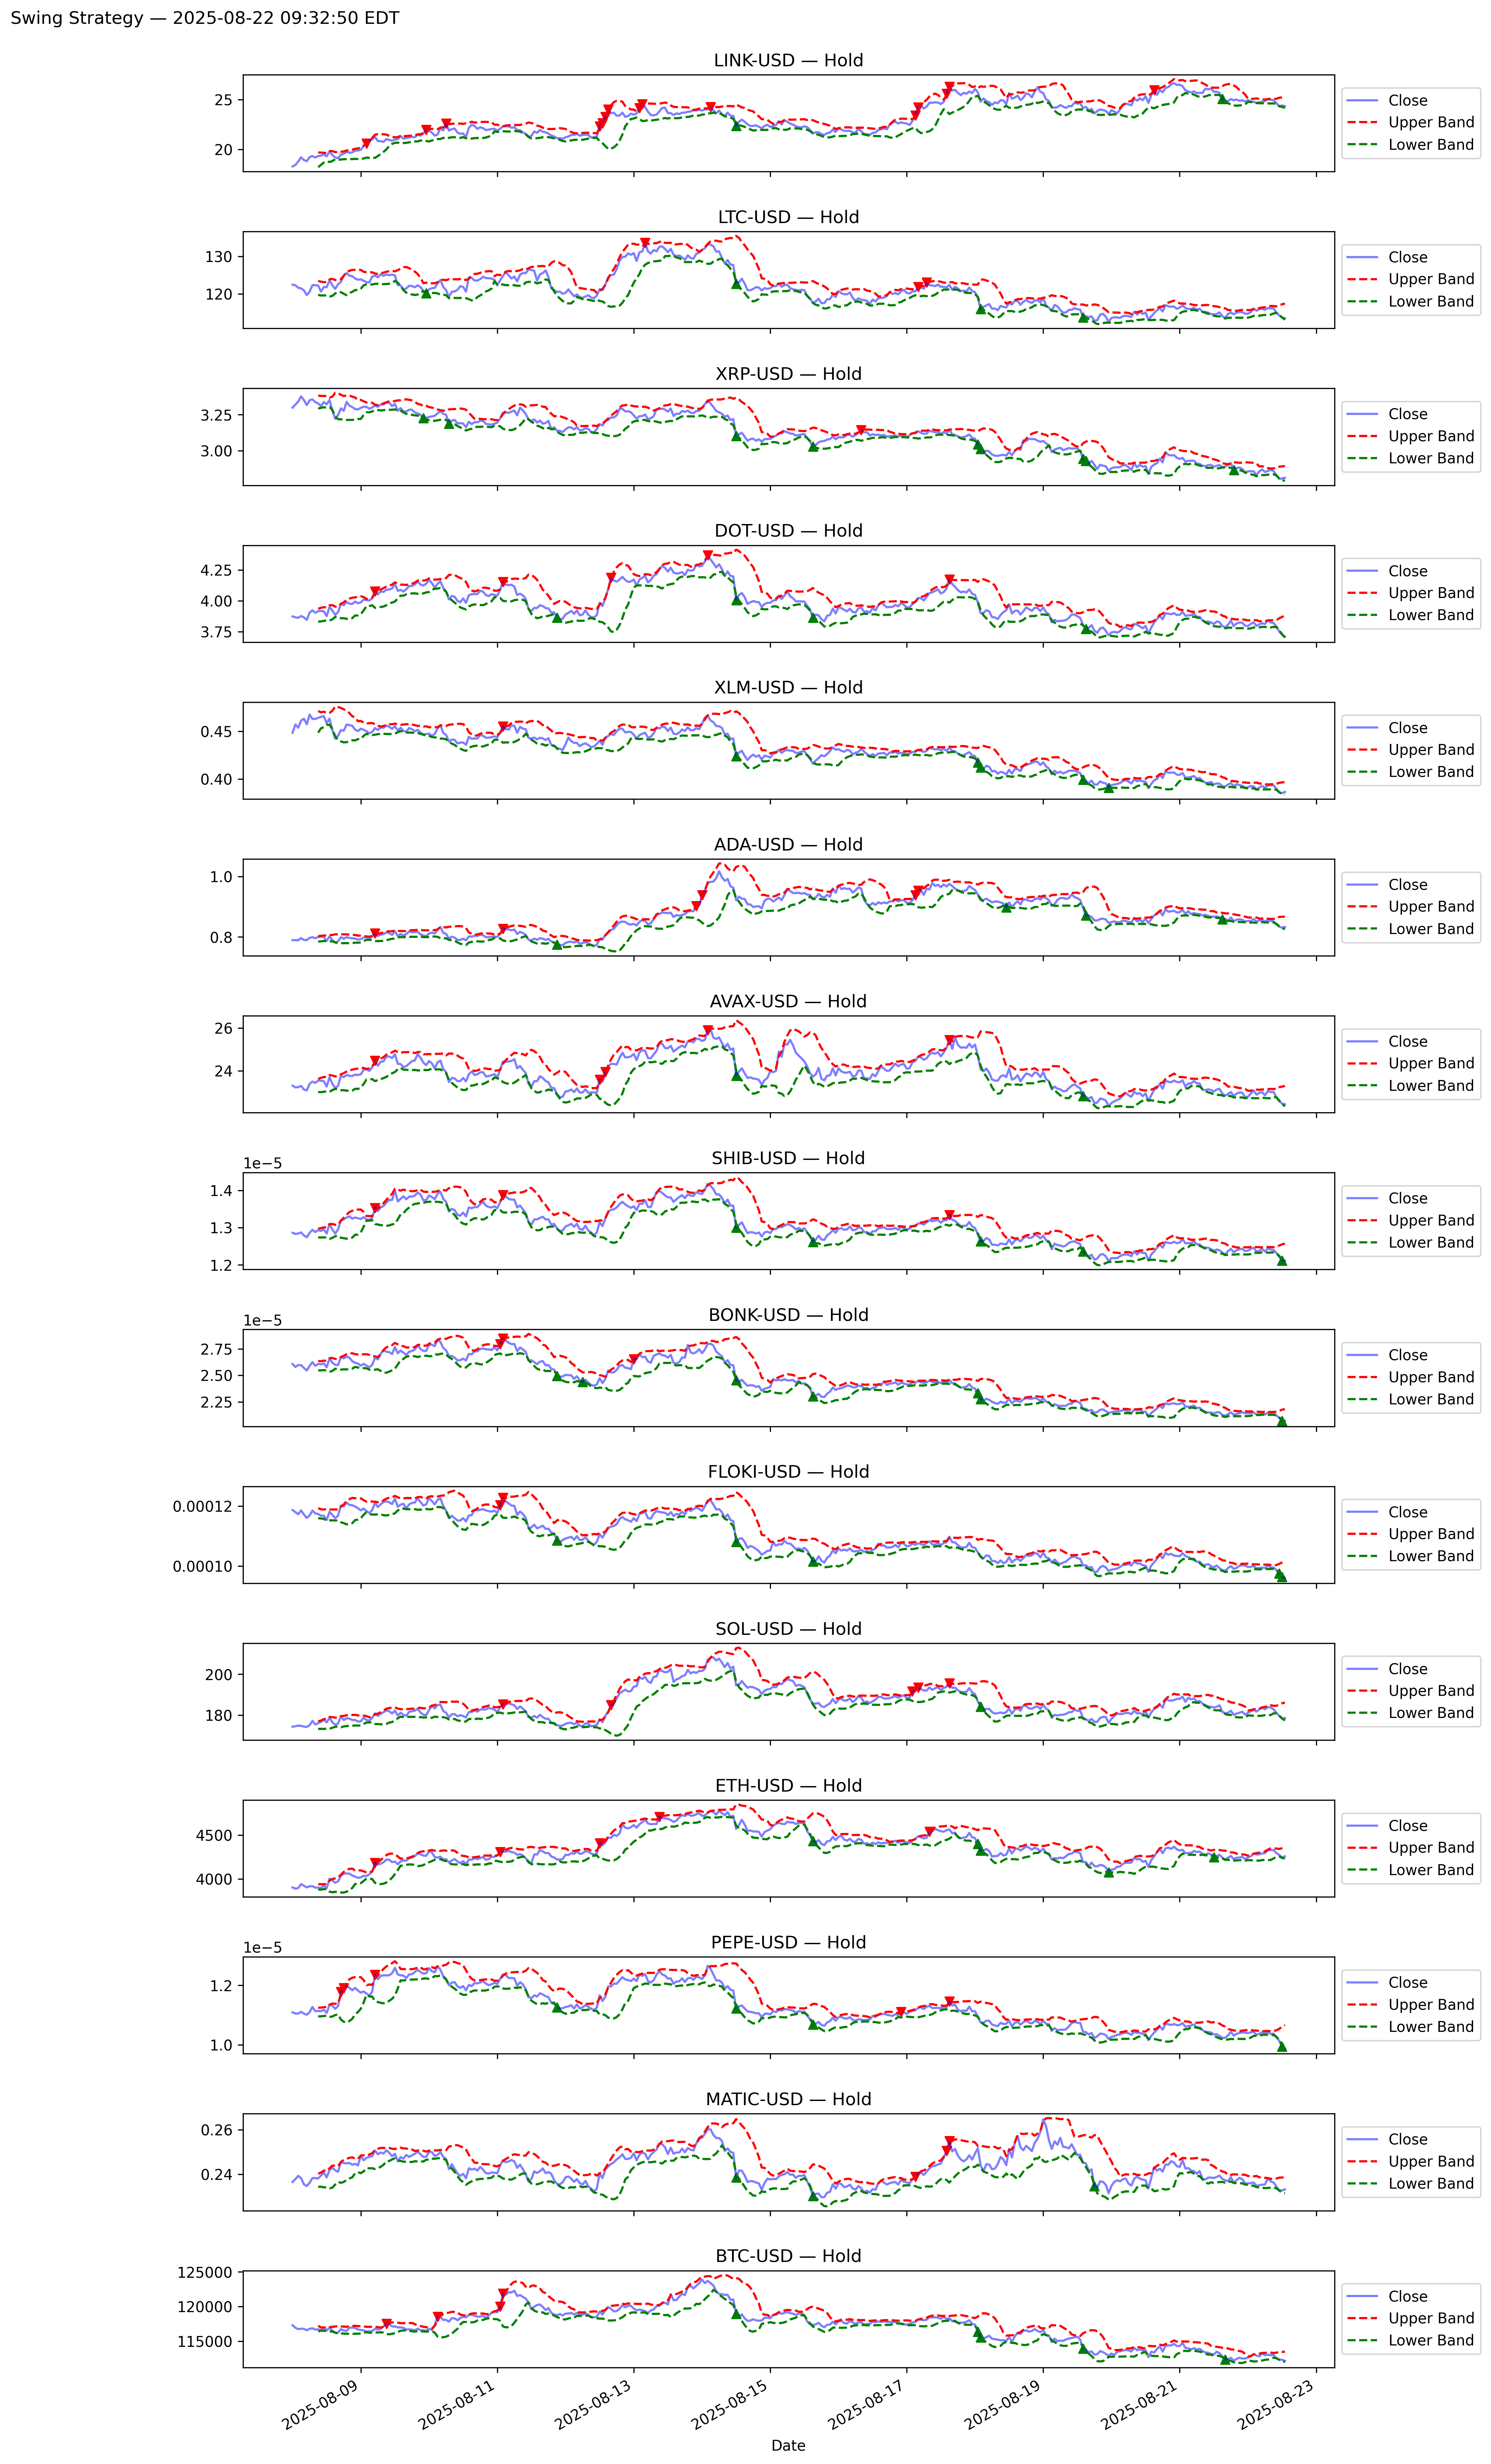 Swing Strategy — 2025-08-22 09:32:50 EDT
LINK-USD — Hold
25
20
Close
Upper Band
Lower Band
LTC-USD — Hold
130
120
Close
Upper Band
Lower Band
XRP-USD — Hold
3.25
3.00
Close
Upper Band
Lower Band
DOT-USD — Hold
4.25
4.00
3.75
Close
Upper Band
Lower Band
XLM-USD — Hold
0.45
0.40
Close
Upper Band
Lower Band
ADA-USD — Hold
1.0
0.8
Close
Upper Band
Lower Band
AVAX-USD — Hold
26
24
Close
Upper Band
Lower Band
SHIB-USD — Hold
1e−5
1.4
1.3
1.2
Close
Upper Band
Lower Band
BONK-USD — Hold
1e−5
2.75
2.50
2.25
Close
Upper Band
Lower Band
FLOKI-USD — Hold
0.00012
0.00010
Close
Upper Band
Lower Band
SOL-USD — Hold
200
180
Close
Upper Band
Lower Band
ETH-USD — Hold
4500
4000
Close
Upper Band
Lower Band
PEPE-USD — Hold
1e−5
1.2
1.0
Close
Upper Band
Lower Band
MATIC-USD — Hold
0.26
0.24
Close
Upper Band
Lower Band
BTC-USD — Hold
125000
120000
115000
Close
Upper Band
Lower Band
2025-08-09
2025-08-11
2025-08-13
2025-08-15
2025-08-17
2025-08-19
2025-08-21
2025-08-23
Date